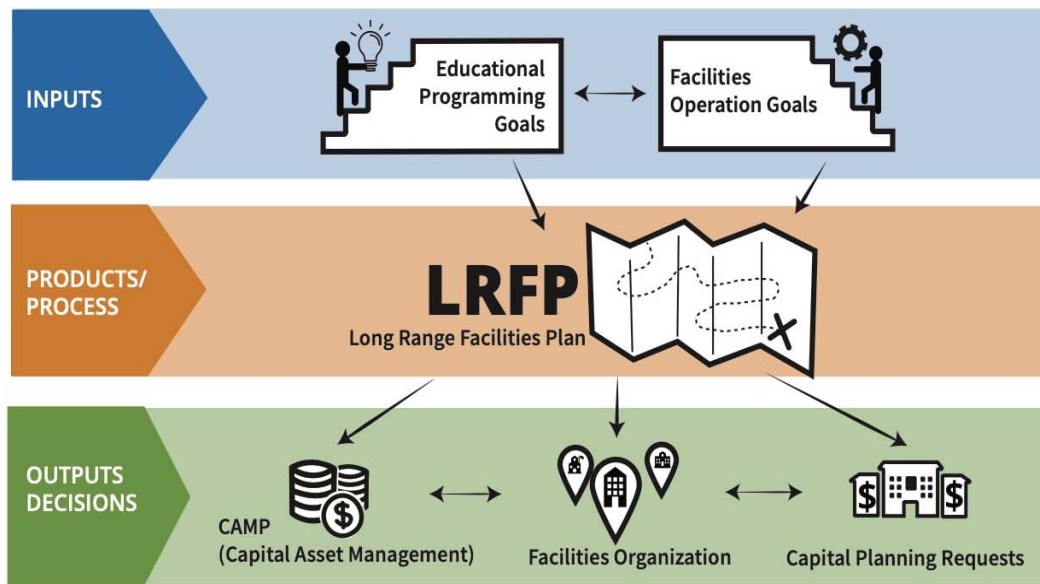 INPUTS
Educational
Programming
Goals
Facilities
Operation Goals
PRODUCTS/
PROCESS
LRFP
Long Range Facilities Plan
OUTPUTS
DECISIONS
$
CAMP
(Capital Asset Management)
Facilities Organization
$ $
Capital Planning Requests